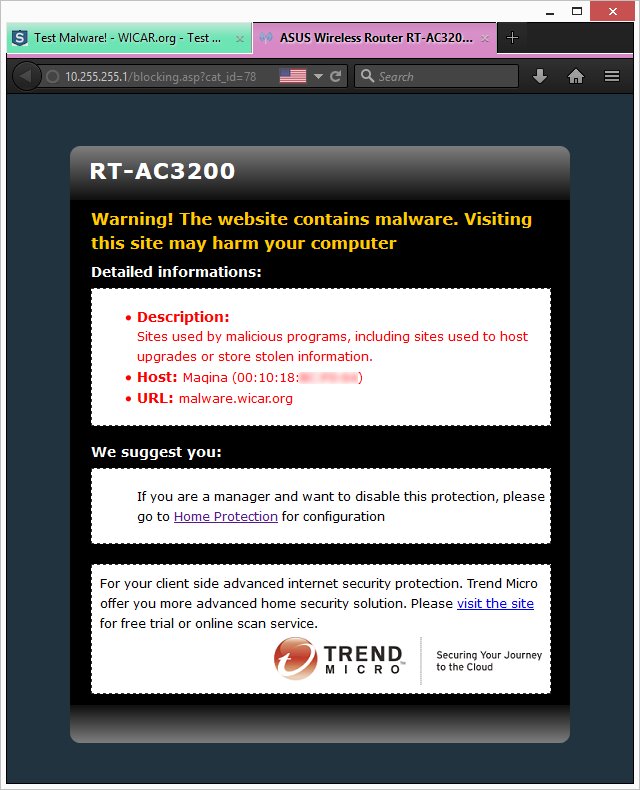 Test Malware! - WICAR.org - Test ...
ASUS Wireless Router RT-AC320...
10.255.255.1/blocking.asp?cat_id=78
Search
RT-AC3200
Warning! The website contains malware. Visiting
this site may harm your computer
Detailed informations:
• Description:
Sites used by malicious programs, including sites used to host
upgrades or store stolen information.
• Host: Maqina (00:10:18: )
• URL: malware.wicar.org
We suggest you:
If you are a manager and want to disable this protection, please
go to Home Protection for configuration
For your client side advanced internet security protection. Trend Micro
offer you more advanced home security solution. Please visit the site
for free trial or online scan service.
TREND
MICRO
Securing Your Journey
to the Cloud